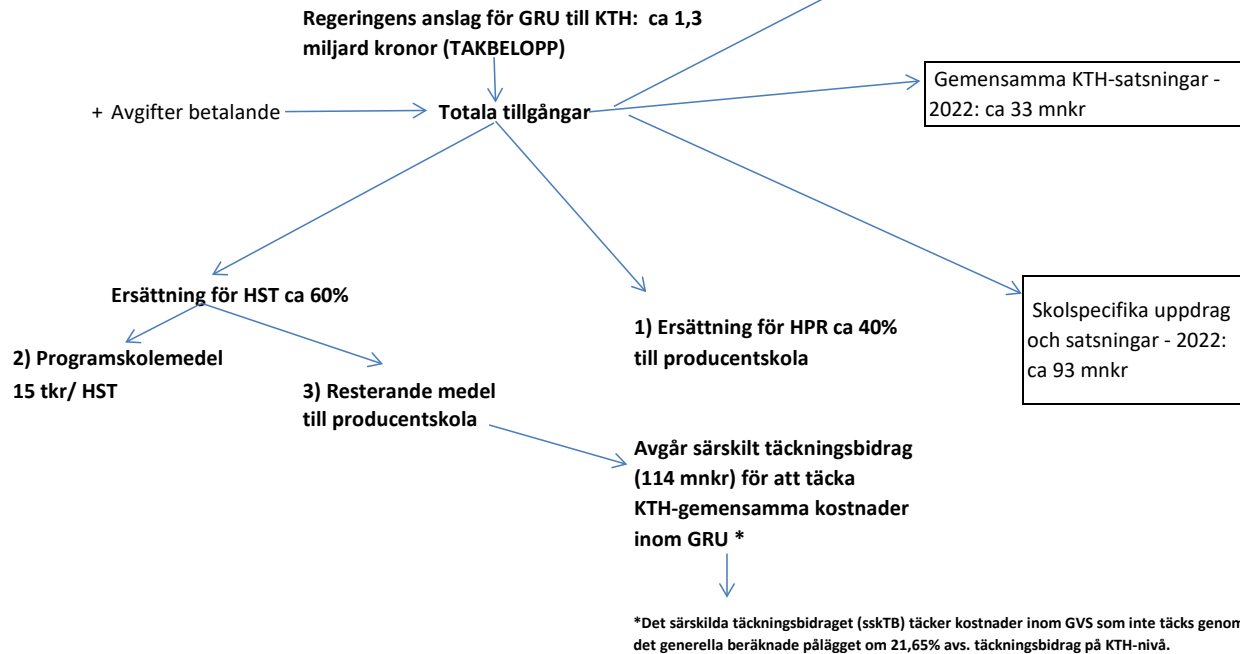 Regeringens anslag för GRU till KTH:  ca 1,3
miljard kronor (TAKBELOPP)
Gemensamma KTH-satsningar -
2022: ca 33 mnkr
+ Avgifter betalande
Totala tillgångar
Ersättning för HST ca 60%
Skolspecifika uppdrag
och satsningar - 2022:
ca 93 mnkr
1) Ersättning för HPR ca 40%
till producentskola
2) Programskolemedel
15 tkr/ HST
3) Resterande medel
till producentskola
Avgår särskilt täckningsbidrag
(114 mnkr) för att täcka
KTH-gemensamma kostnader
inom GRU *
*Det särskilda täckningsbidraget (sskTB) täcker kostnader inom GVS som inte täcks genom
det generella beräknade pålägget om 21,65% avs. täckningsbidrag på KTH-nivå.